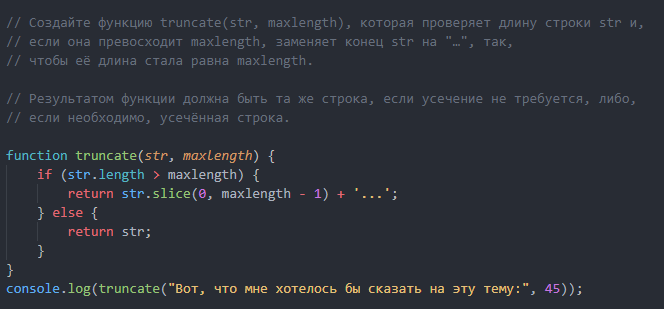 // Создайте функцию truncate(str, maxlength), которая проверяет длину строки str и,
// если она превосходит maxlength, заменяет конец str на "…", так,
// чтобы её длина стала равна maxlength.
// Результатом функции должна быть та же строка, если усечение не требуется, либо,
// если необходимо, усечённая строка.
function truncate(str, maxlength) {
    if (str.length > maxlength) {
        return str.slice(0, maxlength - 1) + '...';
    } else {
        return str;
    }
}
console.log(truncate("Вот, что мне хотелось бы сказать на эту тему:", 45));